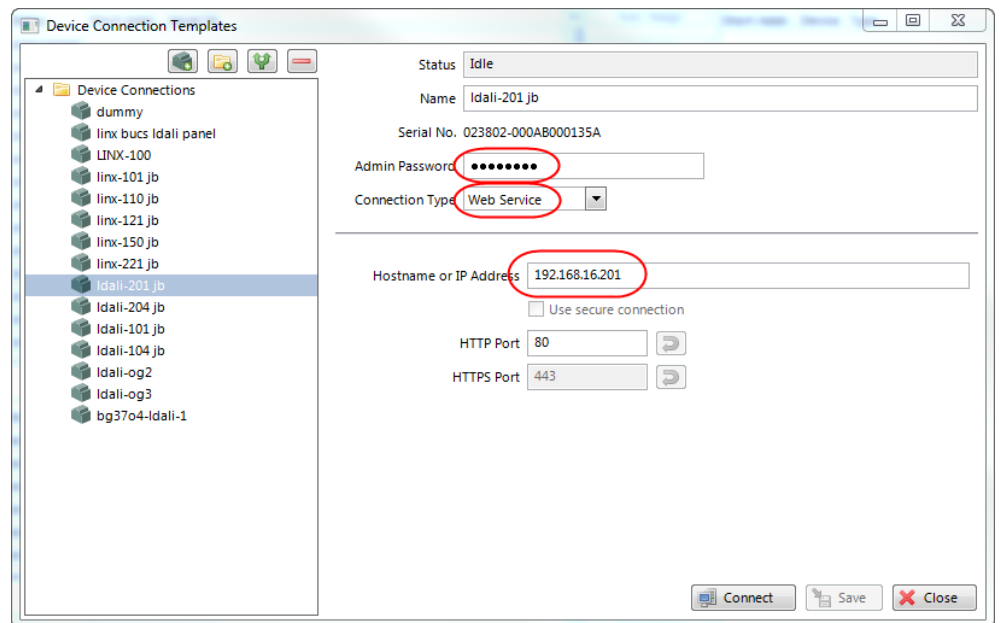 Device Connection Templates
Device Connections
dummy
linx bucs ldali panel
LINX-100
linx-101 jb
linx-110 jb
linx-121 jb
linx-150 jb
linx-221 jb
ldali-201 jb
ldali-204 jb
ldali-101 jb
ldali-104 jb
ldali-og2
ldali-og3
bg37o4-ldali-1
Status Idle
Name ldali-201 jb
Serial No. 023802-000AB000135A
Admin Password ••••••••
Connection Type Web Service
Hostname or IP Address 192.168.16.201
Use secure connection
HTTP Port 80
HTTPS Port 443
Connect Save Close